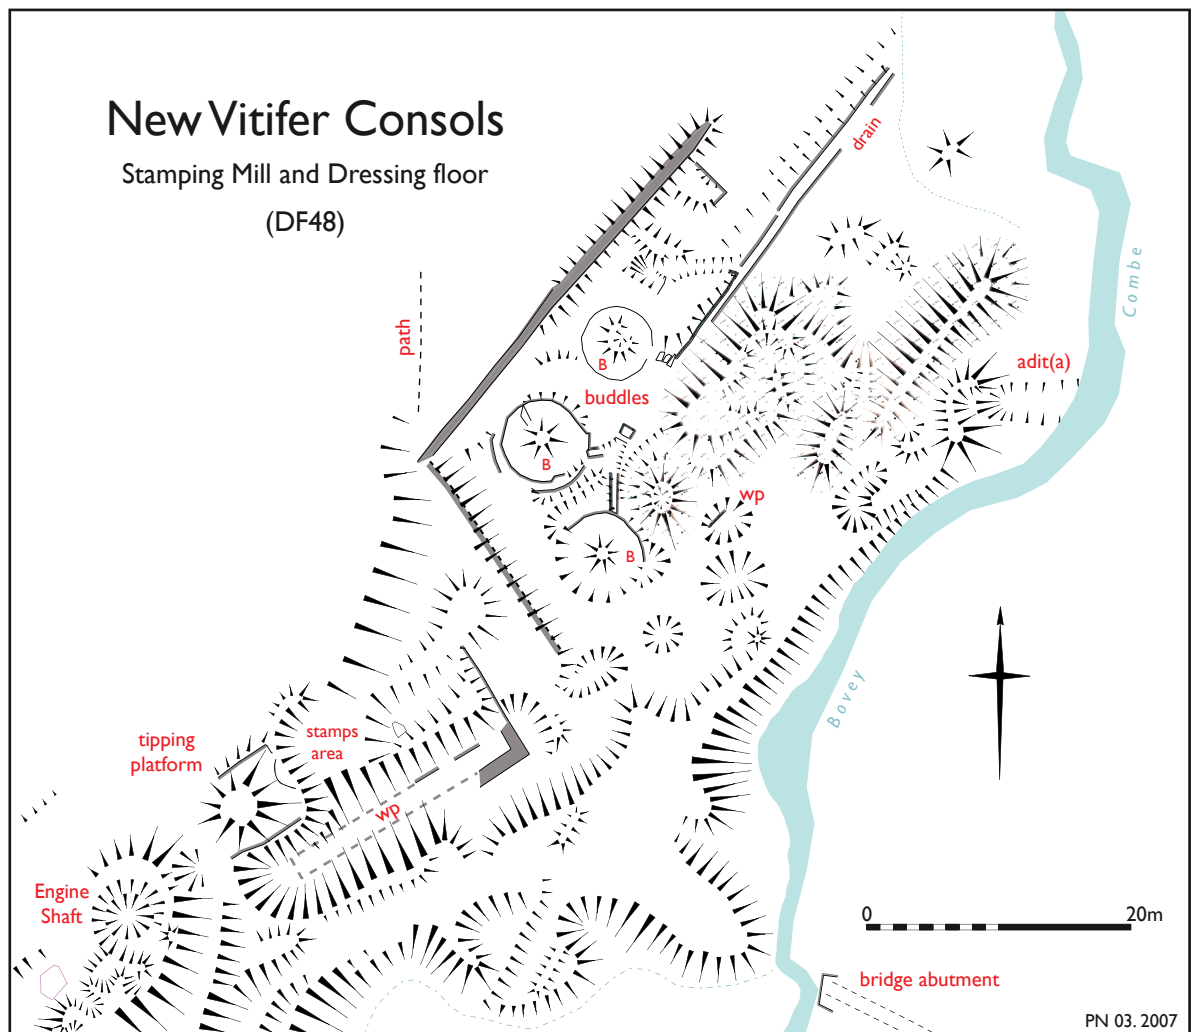 New Vitifer Consols
Stamping Mill and Dressing floor
(DF48)
drain
Combe
path
adit(a)
B
buddles
B
wp
B
Bovey
stamps
area
tipping
platform
wp
Engine
Shaft
0
20m
bridge abutment
PN 03. 2007